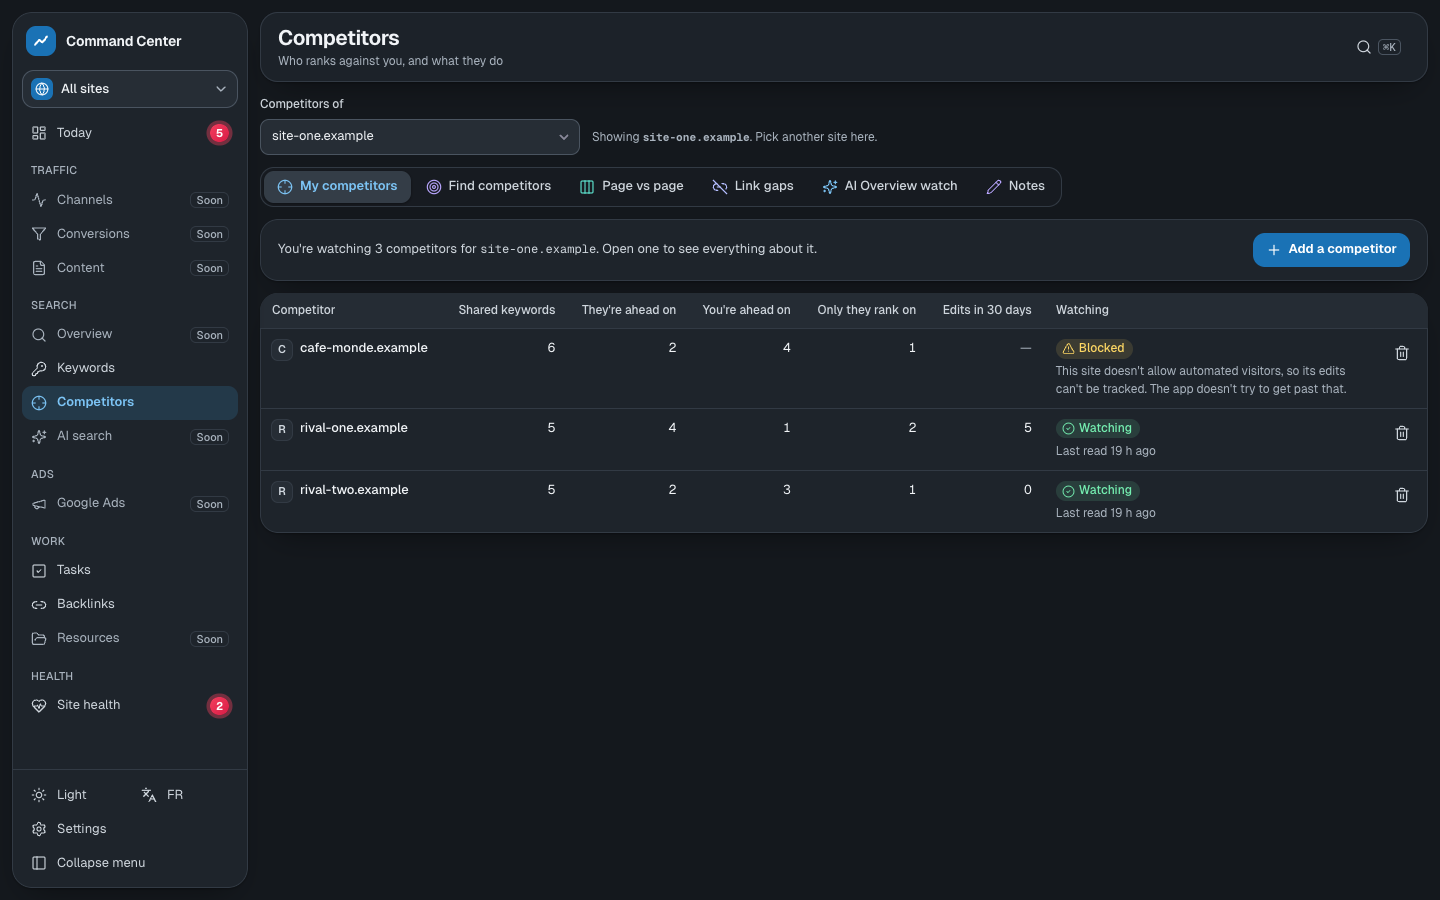 Command Center
All sites
Today 5
TRAFFIC
Channels Soon
Conversions Soon
Content Soon
SEARCH
Overview Soon
Keywords
Competitors
AI search Soon
ADS
Google Ads Soon
WORK
Tasks
Backlinks
Resources Soon
HEALTH
Site health 2
Light FR
Settings
Collapse menu
Competitors
Who ranks against you, and what they do
⌘K
Competitors of
site-one.example
Showing site-one.example. Pick another site here.
My competitors Find competitors Page vs page Link gaps AI Overview watch Notes
You're watching 3 competitors for site-one.example. Open one to see everything about it.
Add a competitor
Competitor Shared keywords They're ahead on You're ahead on Only they rank on Edits in 30 days Watching
C cafe-monde.example 6 2 4 1 — Blocked
This site doesn't allow automated visitors, so its edits
can't be tracked. The app doesn't try to get past that.
R rival-one.example 5 4 1 2 5 Watching
Last read 19 h ago
R rival-two.example 5 2 3 1 0 Watching
Last read 19 h ago